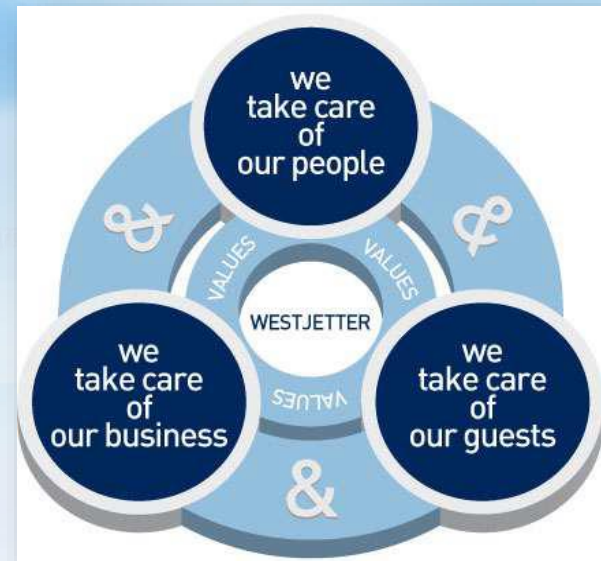 we
take care
of
our people
&
&
VALUES
VALUES
WESTJETTER
VALUES
we
take care
of
our business
we
take care
of
our guests
&